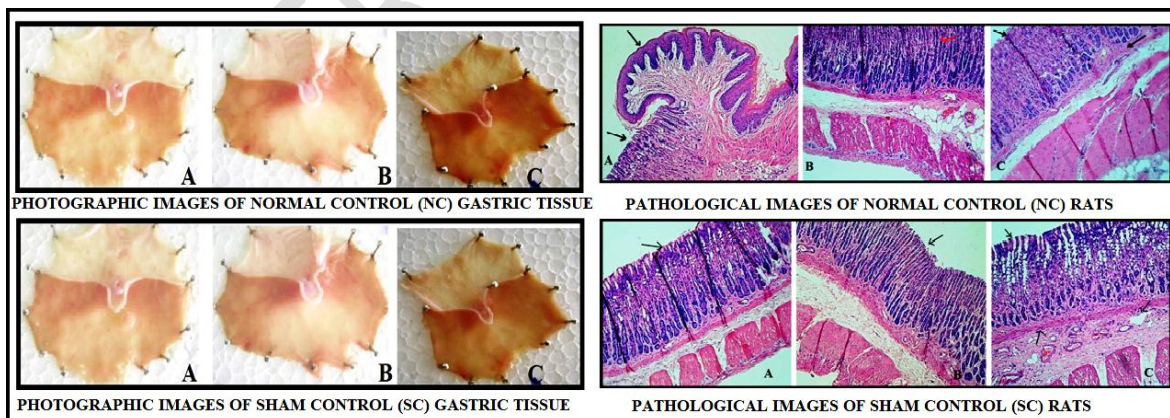 A B C
PHOTOGRAPHIC IMAGES OF NORMAL CONTROL (NC) GASTRIC TISSUE
A B C
PATHOLOGICAL IMAGES OF NORMAL CONTROL (NC) RATS
A B C
PHOTOGRAPHIC IMAGES OF SHAM CONTROL (SC) GASTRIC TISSUE
A B C
PATHOLOGICAL IMAGES OF SHAM CONTROL (SC) RATS